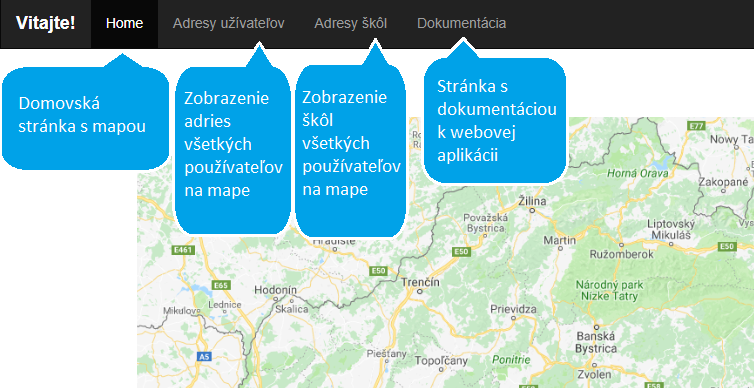 Vitajte! Home Adresy užívateľov Adresy škôl Dokumentácia
Domovská
stránka s mapou
Zobrazenie
adries
všetkých
používateľov
na mape
Zobrazenie
škôl
všetkých
používateľov
na mape
Stránka s
dokumentáciou
k webovej
aplikácii
E77
Nowy Ta
Horná Orava
Zakopané
Žilina
Považská
Bystrica
Martin
Liptovský
Mikuláš
Ružomberok
E461
Hradište
E50
E50
E65
Trenčín
Národný park
Nízke Tatry
Hodonín
Lednice
Mikulov
Skalica
Prievidza
Banská
Bystrica
A5
Piešťany
Topoľčany
Ponitrie
Zvolen